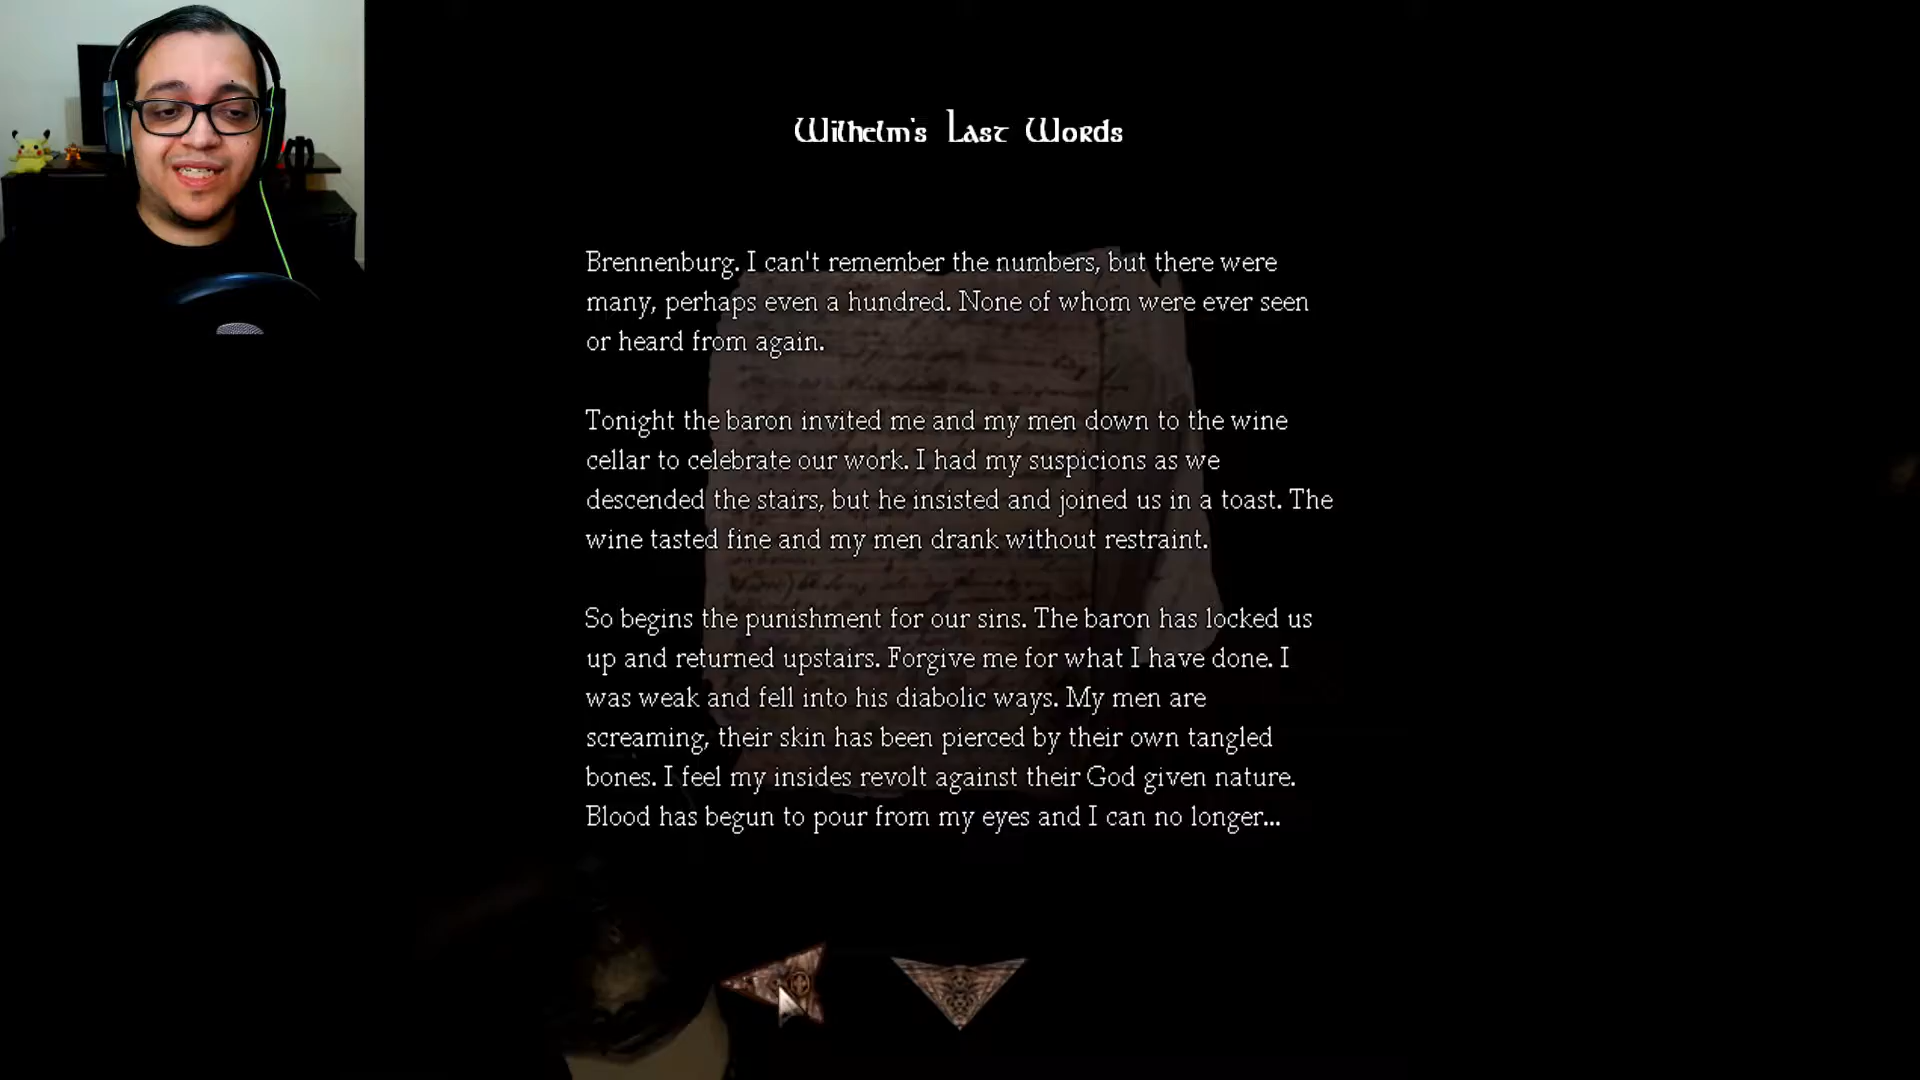 Wilhelm's Last Words
Brennenburg. I can't remember the numbers, but there were
many, perhaps even a hundred. None of whom were ever seen
or heard from again.
Tonight the baron invited me and my men down to the wine
cellar to celebrate our work. I had my suspicions as we
descended the stairs, but he insisted and joined us in a toast. The
wine tasted fine and my men drank without restraint.
So begins the punishment for our sins. The baron has locked us
up and returned upstairs. Forgive me for what I have done. I
was weak and fell into his diabolic ways. My men are
screaming, their skin has been pierced by their own tangled
bones. I feel my insides revolt against their God given nature.
Blood has begun to pour from my eyes and I can no longer...